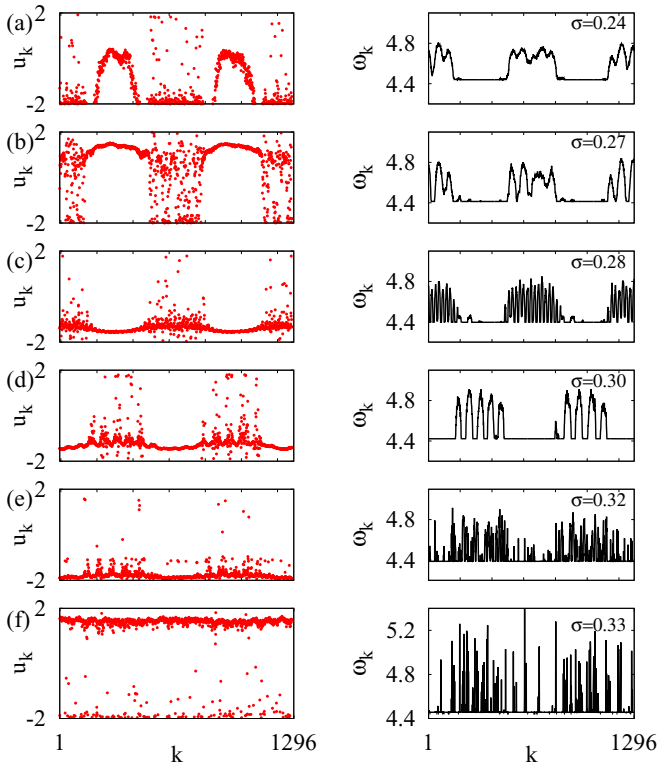 (a) 2 u_k -2 4.8 ω_k 4.4 σ=0.24
(b) 2 u_k -2 4.8 ω_k 4.4 σ=0.27
(c) 2 u_k -2 4.8 ω_k 4.4 σ=0.28
(d) 2 u_k -2 4.8 ω_k 4.4 σ=0.30
(e) 2 u_k -2 4.8 ω_k 4.4 σ=0.32
(f) 2 u_k -2 5.2 4.8 ω_k 4.4 σ=0.33
1 k 1296 1 k 1296